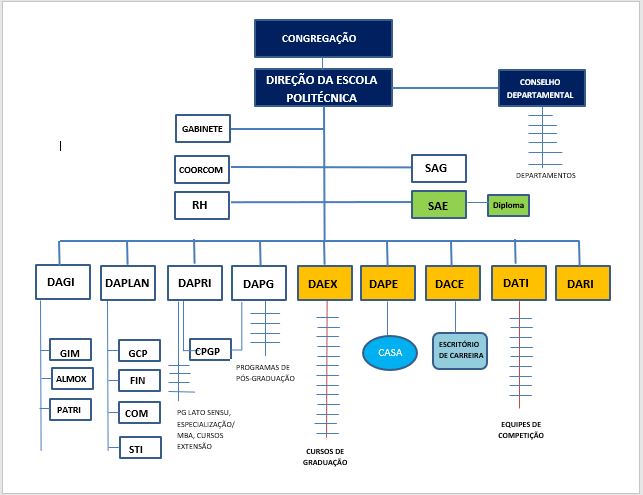 CONGREGAÇÃO
DIREÇÃO DA ESCOLA
POLITÉCNICA
CONSELHO
DEPARTAMENTAL
GABINETE
COORCOM
SAG
DEPARTAMENTOS
RH
SAE
Diploma
DAGI
DAPLAN
DAPRI
DAPG
DAEX
DAPE
DACE
DATI
DARI
GIM
GCP
CPGP
CASA
ESCRITÓRIO
DE CARREIRA
ALMOX
FIN
PROGRAMAS DE
PÓS-GRADUAÇÃO
PATRI
COM
PG LATO SENSU,
ESPECIALIZAÇÃO/
MBA, CURSOS
EXTENSÃO
STI
CURSOS DE
GRADUAÇÃO
EQUIPES DE
COMPETIÇÃO